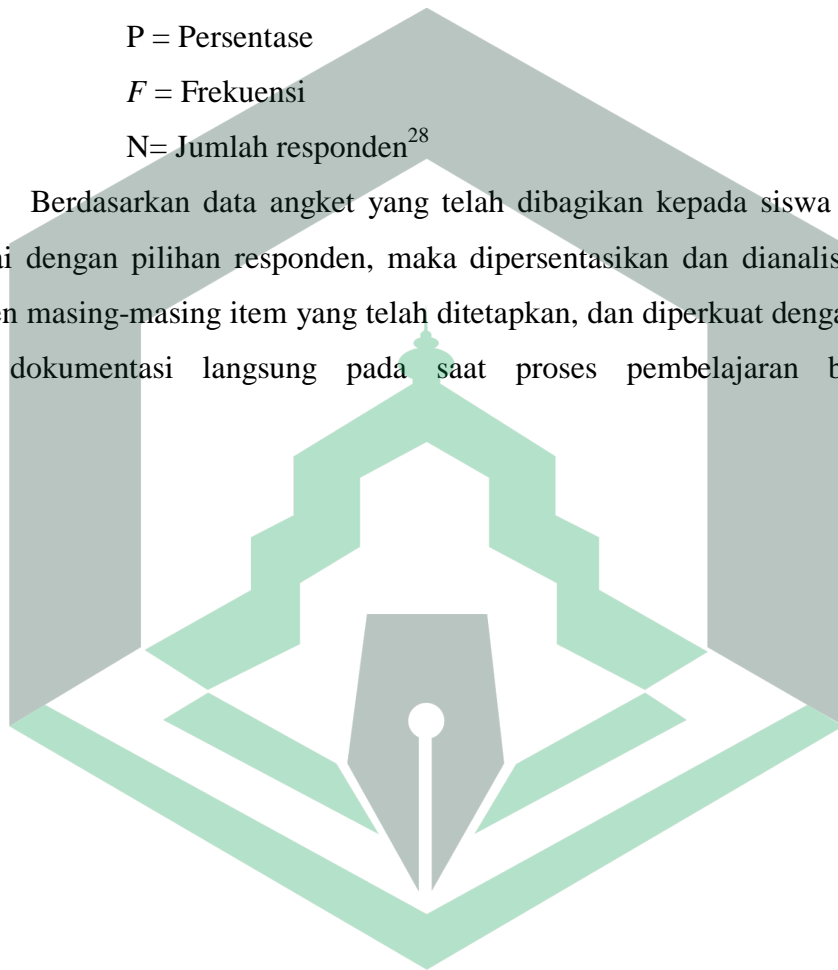 P = Persentase
F = Frekuensi
N= Jumlah responden28
Berdasarkan data angket yang telah dibagikan kepada siswa
dengan pilihan responden, maka dipersentasikan dan dianalis
masing-masing item yang telah ditetapkan, dan diperkuat
dokumentasi langsung pada saat proses pembelajaran